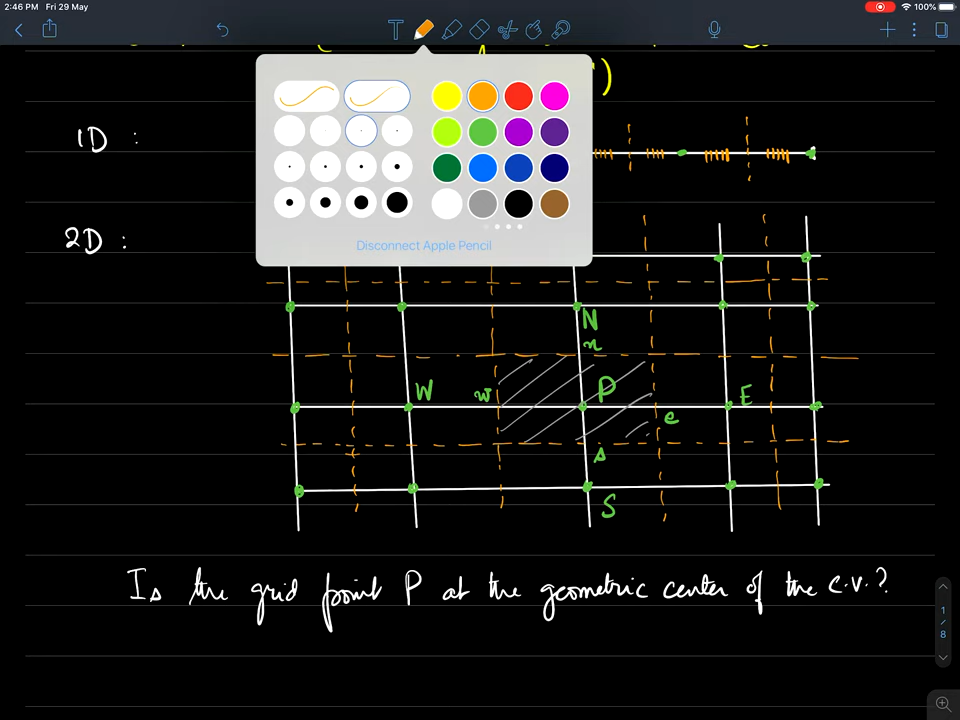 2:46 PM Fri 29 May
100%
T
)
1D :
Disconnect Apple Pencil
2D :
N
n
W
w
P
E
e
s
S
1
/
8
Is the grid point P at the geometric center of the c.v.?